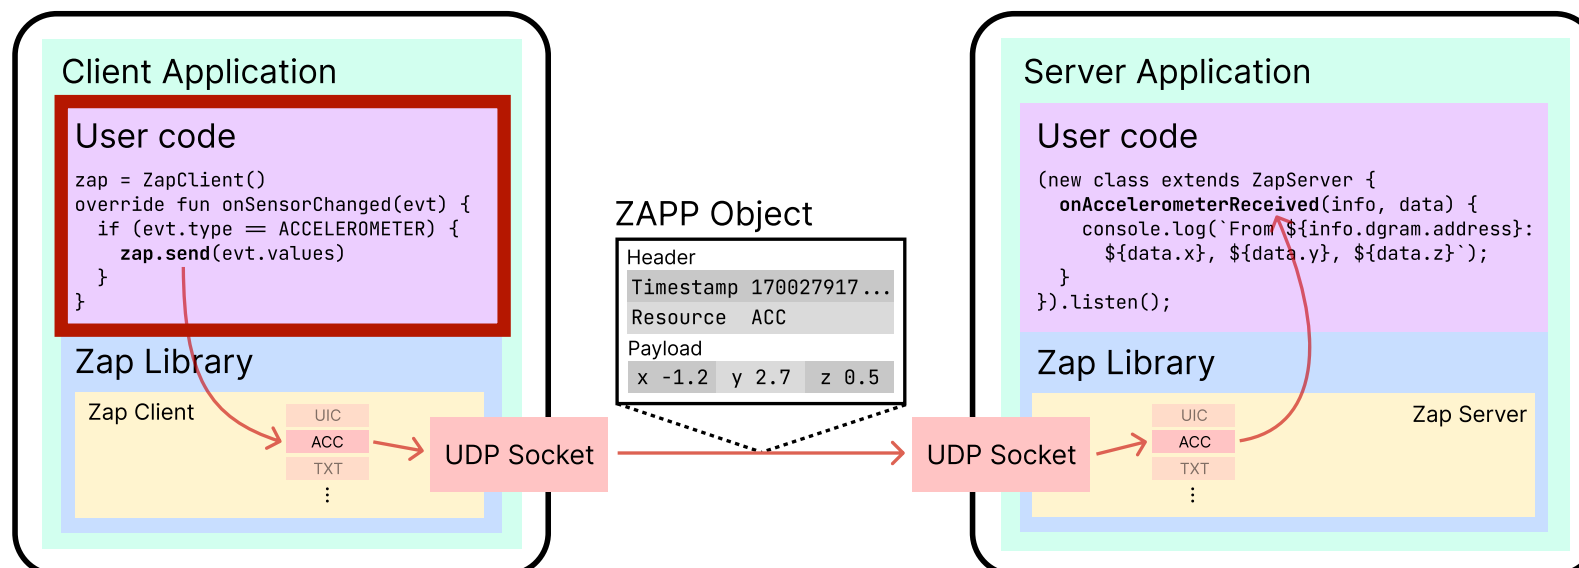 Client Application
User code
zap = ZapClient()
override fun onSensorChanged(evt) {
if (evt.type == ACCELEROMETER) {
zap.send(evt.values)
}
}
Zap Library
Zap Client
UIC
ACC
TXT
⋮
UDP Socket
ZAPP Object
Header
Timestamp 170027917...
Resource ACC
Payload
x -1.2 y 2.7 z 0.5
UDP Socket
Server Application
User code
(new class extends ZapServer {
onAccelerometerReceived(info, data) {
console.log(`From ${info.dgram.address}:
${data.x}, ${data.y}, ${data.z}`);
}
}).listen();
Zap Library
Zap Server
UIC
ACC
TXT
⋮